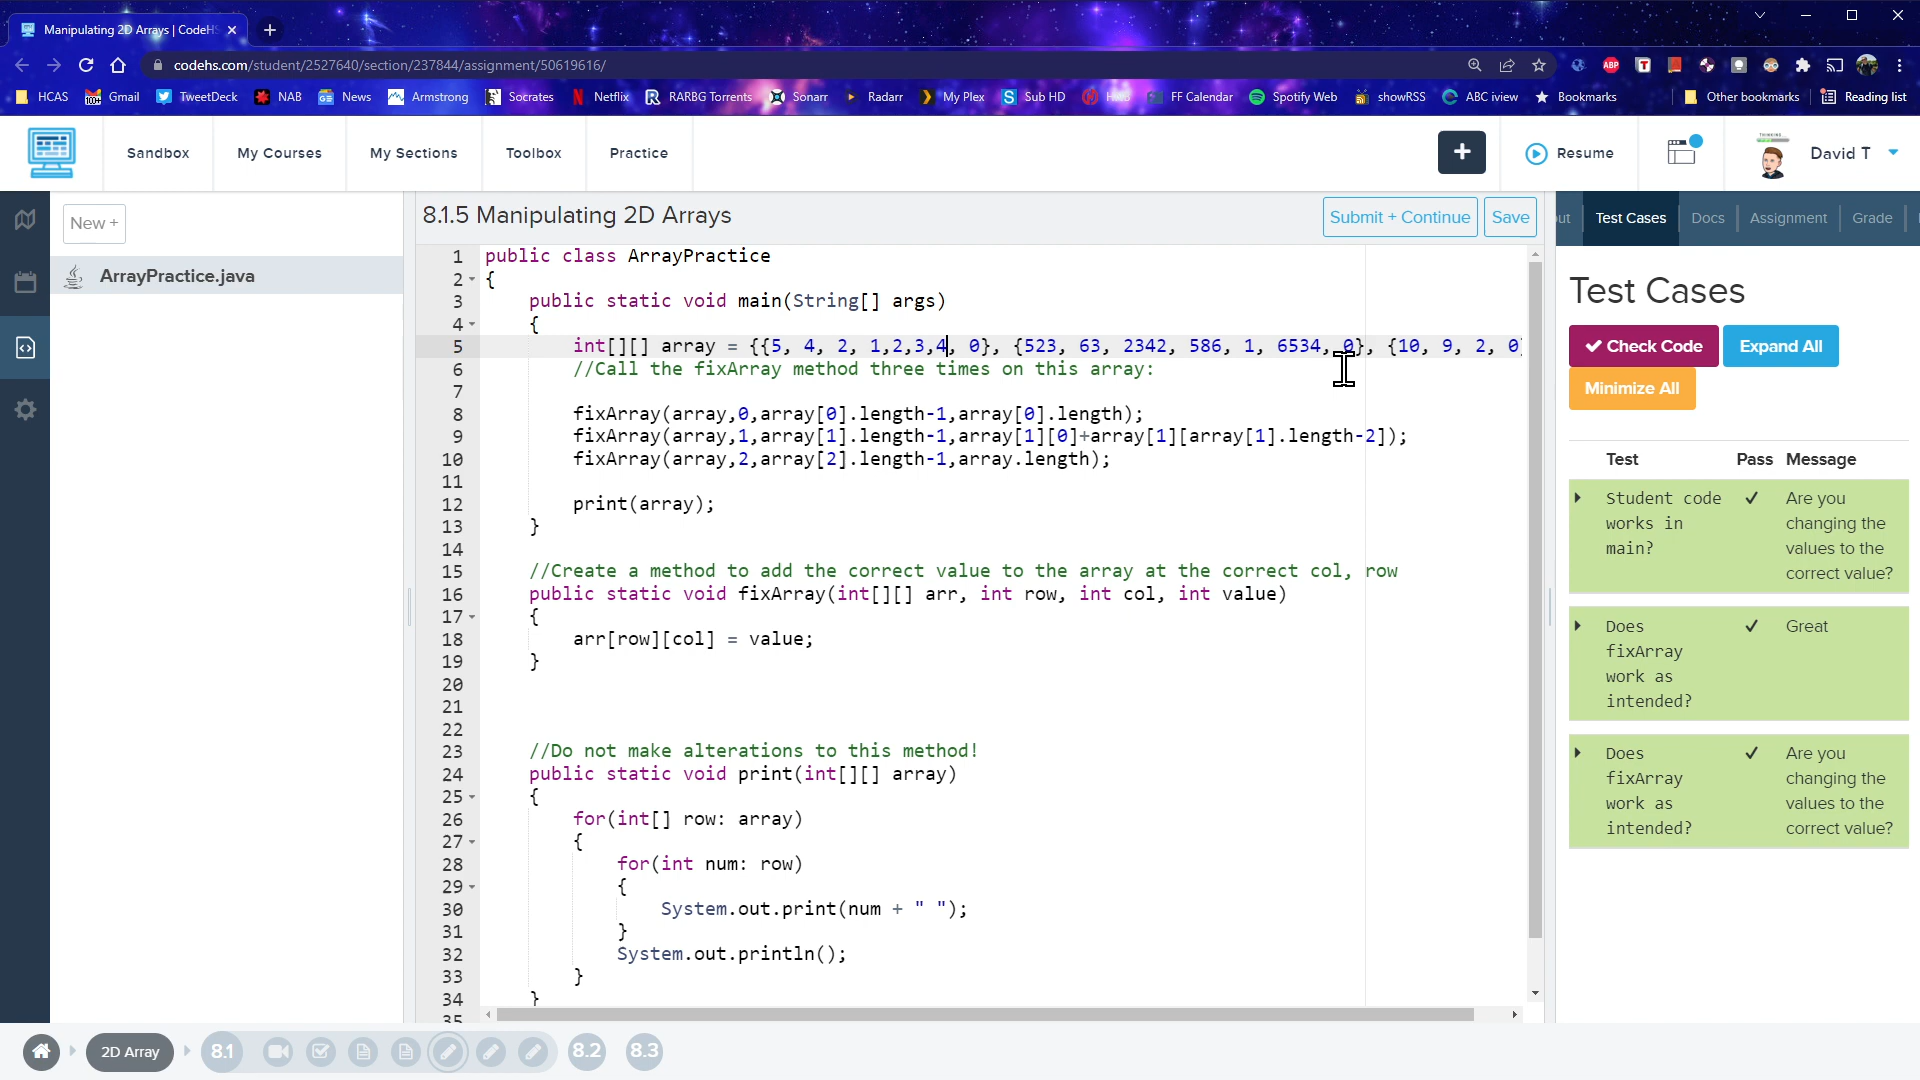 Manipulating 2D Arrays | CodeHS
codehs.com/student/2527640/section/237844/assignment/50619616/
HCAS Gmail TweetDeck NAB News Armstrong Socrates Netflix RARBG Torrents Sonarr Radarr My Plex Sub HD FF Calendar Spotify Web showRSS ABC iview Bookmarks Other bookmarks Reading list
Sandbox My Courses My Sections Toolbox Practice + Resume David T
New +
8.1.5 Manipulating 2D Arrays Submit + Continue Save
Test Cases Docs Assignment Grade
ArrayPractice.java
1 public class ArrayPractice
2 {
3 public static void main(String[] args)
4 {
5 int[][] array = {{5, 4, 2, 1,2,3,4, 0}, {523, 63, 2342, 586, 1, 6534, 0}, {10, 9, 2, 0
6 //Call the fixArray method three times on this array:
7
8 fixArray(array,0,array[0].length-1,array[0].length);
9 fixArray(array,1,array[1].length-1,array[1][0]+array[1][array[1].length-2]);
10 fixArray(array,2,array[2].length-1,array.length);
11
12 print(array);
13 }
14
15 //Create a method to add the correct value to the array at the correct col, row
16 public static void fixArray(int[][] arr, int row, int col, int value)
17 {
18 arr[row][col] = value;
19 }
20
21
22
23 //Do not make alterations to this method!
24 public static void print(int[][] array)
25 {
26 for(int[] row: array)
27 {
28 for(int num: row)
29 {
30 System.out.print(num + " ");
31 }
32 System.out.println();
33 }
34 }
35
Test Cases
Check Code Expand All
Minimize All
Test Pass Message
Student code works in main? ✓ Are you changing the values to the correct value?
Does fixArray work as intended? ✓ Great
Does fixArray work as intended? ✓ Are you changing the values to the correct value?
2D Array 8.1 8.2 8.3